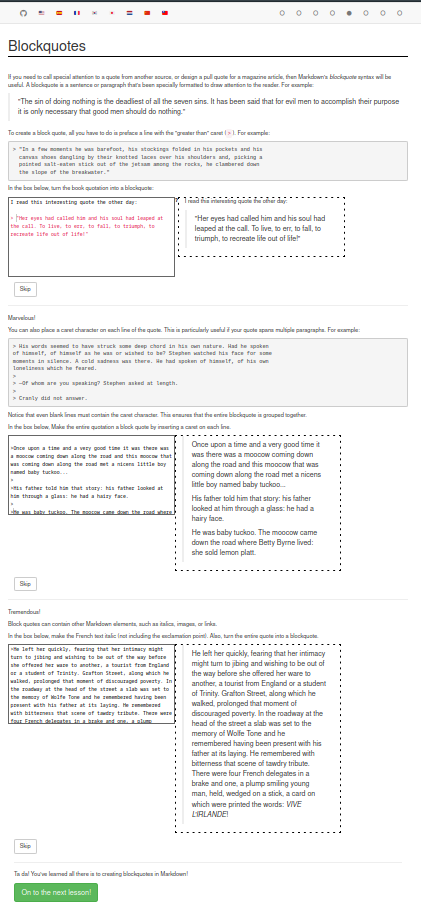 Blockquotes
If you need to call special attention to a quote from another source, or design a pull quote for a magazine article, then Markdown's blockquote syntax will be
useful. A blockquote is a sentence or paragraph that's been specially formatted to draw attention to the reader. For example:
"The sin of doing nothing is the deadliest of all the seven sins. It has been said that for evil men to accomplish their purpose
it is only necessary that good men should do nothing."
To create a block quote, all you have to do is preface a line with the "greater than" caret (>). For example:
> "In a few moments he was barefoot, his stockings folded in his pockets and his
canvas shoes dangling by their knotted laces over his shoulders and, picking a
pointed salt-eaten stick out of the jetsam among the rocks, he clambered down
the slope of the breakwater."
In the box below, turn the book quotation into a blockquote:
I read this interesting quote the other day:
> "Her eyes had called him and his soul had leaped at
the call. To live, to err, to fall, to triumph, to
recreate life out of life!"
I read this interesting quote the other day:
"Her eyes had called him and his soul had
leaped at the call. To live, to err, to fall, to
triumph, to recreate life out of life!"
Skip
Marvelous!
You can also place a caret character on each line of the quote. This is particularly useful if your quote spans multiple paragraphs. For example:
> His words seemed to have struck some deep chord in his own nature. Had he spoken
of himself, of himself as he was or wished to be? Stephen watched his face for some
moments in silence. A cold sadness was there. He had spoken of himself, of his own
loneliness which he feared.
>
> —Of whom are you speaking? Stephen asked at length.
>
> Cranly did not answer.
Notice that even blank lines must contain the caret character. This ensures that the entire blockquote is grouped together.
In the box below, Make the entire quotation a block quote by inserting a caret on each line.
>Once upon a time and a very good time it was there was
a moocow coming down along the road and this moocow that
was coming down along the road met a nicens little boy
named baby tuckoo...
>
>His father told him that story: his father looked at
him through a glass: he had a hairy face.
>
>He was baby tuckoo. The moocow came down the road where
Once upon a time and a very good time it
was there was a moocow coming down
along the road and this moocow that was
coming down along the road met a nicens
little boy named baby tuckoo...
His father told him that story: his father
looked at him through a glass: he had a
hairy face.
He was baby tuckoo. The moocow came
down the road where Betty Byrne lived:
she sold lemon platt.
Skip
Tremendous!
Block quotes can contain other Markdown elements, such as italics, images, or links.
In the box below, make the French text italic (not including the exclamation point). Also, turn the entire quote into a blockquote.
>He left her quickly, fearing that her intimacy might
turn to jibing and wishing to be out of the way before
she offered her ware to another, a tourist from England
or a student of Trinity. Grafton Street, along which he
walked, prolonged that moment of discouraged poverty. In
the roadway at the head of the street a slab was set to
the memory of Wolfe Tone and he remembered having been
present with his father at its laying. He remembered
with bitterness that scene of tawdry tribute. There were
four French delegates in a brake and one, a plump
He left her quickly, fearing that her intimacy
might turn to jibing and wishing to be out of
the way before she offered her ware to
another, a tourist from England or a student
of Trinity. Grafton Street, along which he
walked, prolonged that moment of
discouraged poverty. In the roadway at the
head of the street a slab was set to the
memory of Wolfe Tone and he
remembered having been present with his
father at its laying. He remembered with
bitterness that scene of tawdry tribute.
There were four French delegates in a
brake and one, a plump smiling young
man, held, wedged on a stick, a card on
which were printed the words: VIVE
L'IRLANDE!
Skip
Ta da! You've learned all there is to creating blockquotes in Markdown!
On to the next lesson!